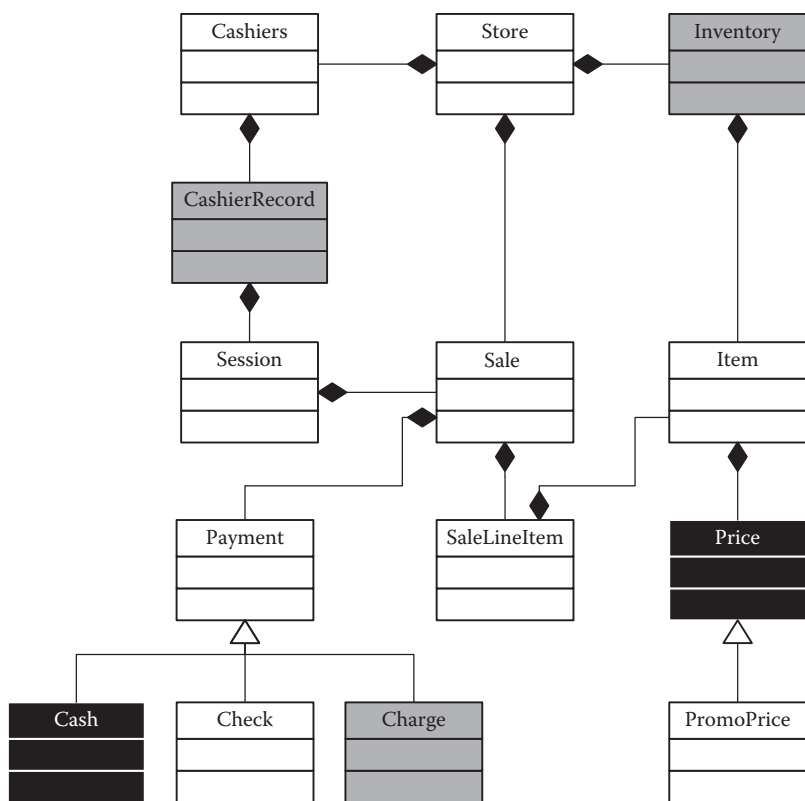 Cashiers
Store
Inventory
CashierRecord
Session
Sale
Item
Payment
SaleLineItem
Price
Cash
Check
Charge
PromoPrice